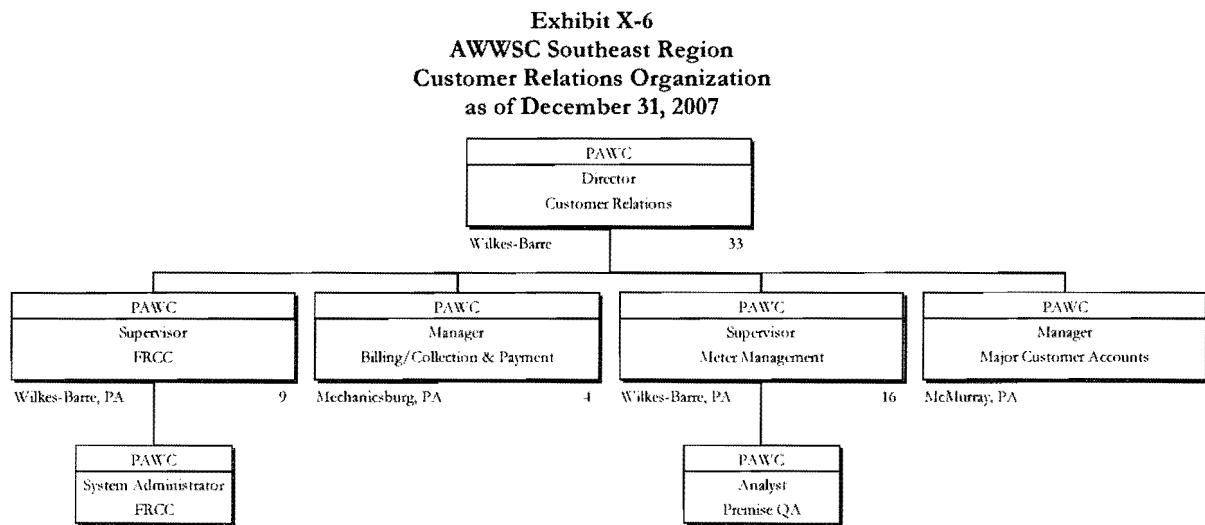 Exhibit X-6
AWWSC Southeast Region
Customer Relations Organization
as of December 31, 2007
PAWC
Director
Customer Relations
Wilkes-Barre 33
PAWC
Supervisor
FRCC
Wilkes-Barre, PA 9
PAWC
Manager
Billing/Collection & Payment
Mechanicsburg, PA 4
PAWC
Supervisor
Meter Management
Wilkes-Barre, PA 16
PAWC
Manager
Major Customer Accounts
McMurray, PA
PAWC
System Administrator
FRCC
PAWC
Analyst
Premise QA